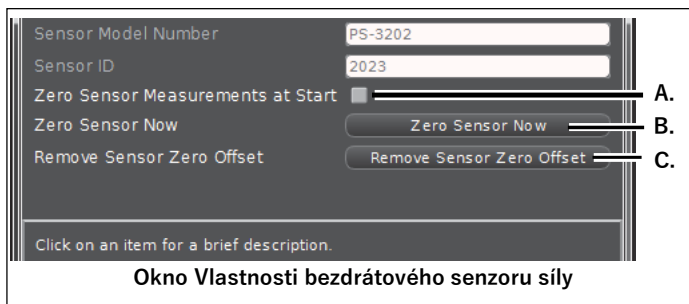 Sensor Model Number PS-3202
Sensor ID 2023
Zero Sensor Measurements at Start A.
Zero Sensor Now Zero Sensor Now B.
Remove Sensor Zero Offset Remove Sensor Zero Offset C.
Click on an item for a brief description.
Okno Vlastnosti bezdrátového senzoru síly